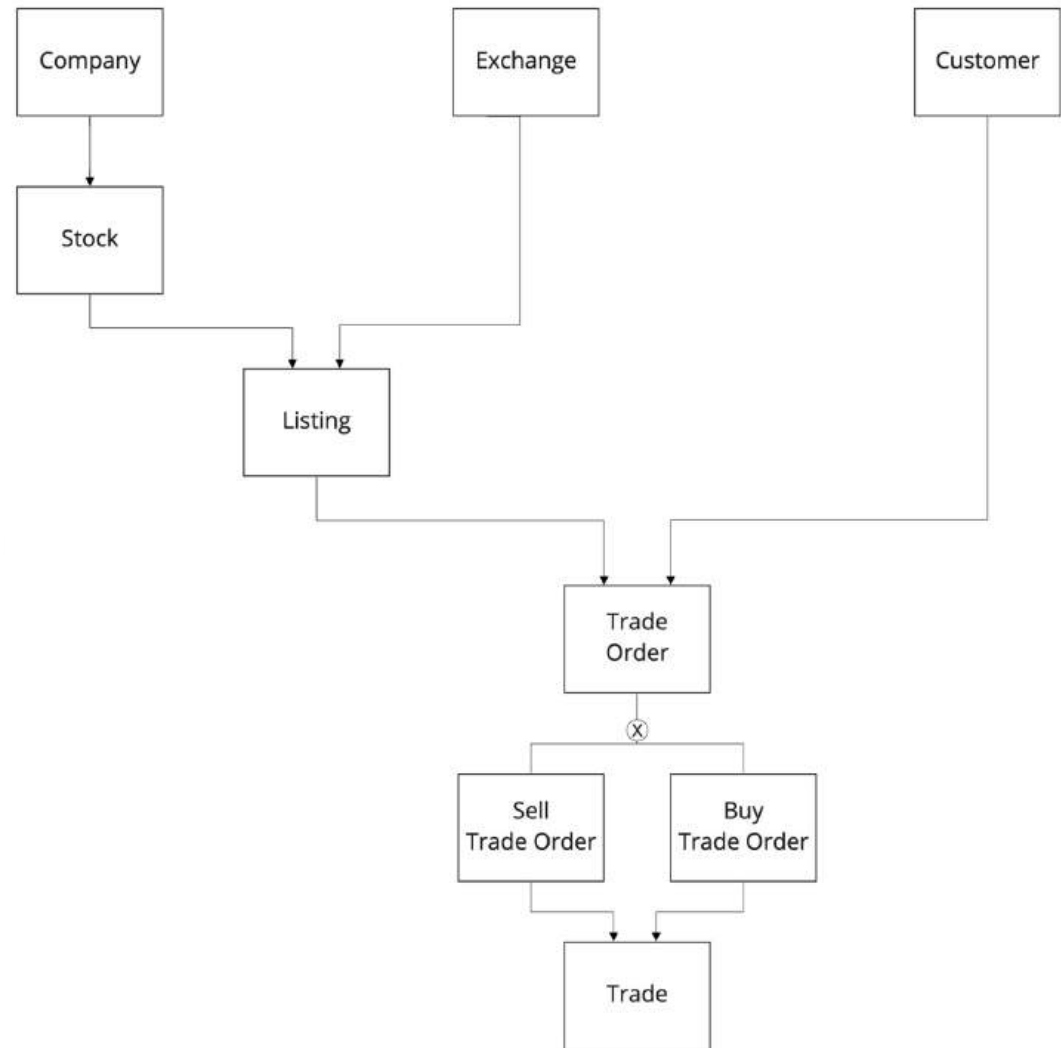 Company
Exchange
Customer
Stock
Listing
Trade
Order
X
Sell
Trade Order
Buy
Trade Order
Trade